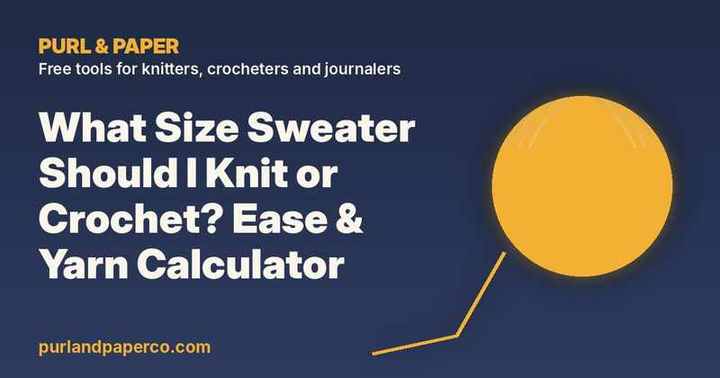 PURL & PAPER
Free tools for knitters, crocheters and journalers
What Size Sweater
Should I Knit or
Crochet? Ease &
Yarn Calculator
purlandpaperco.com